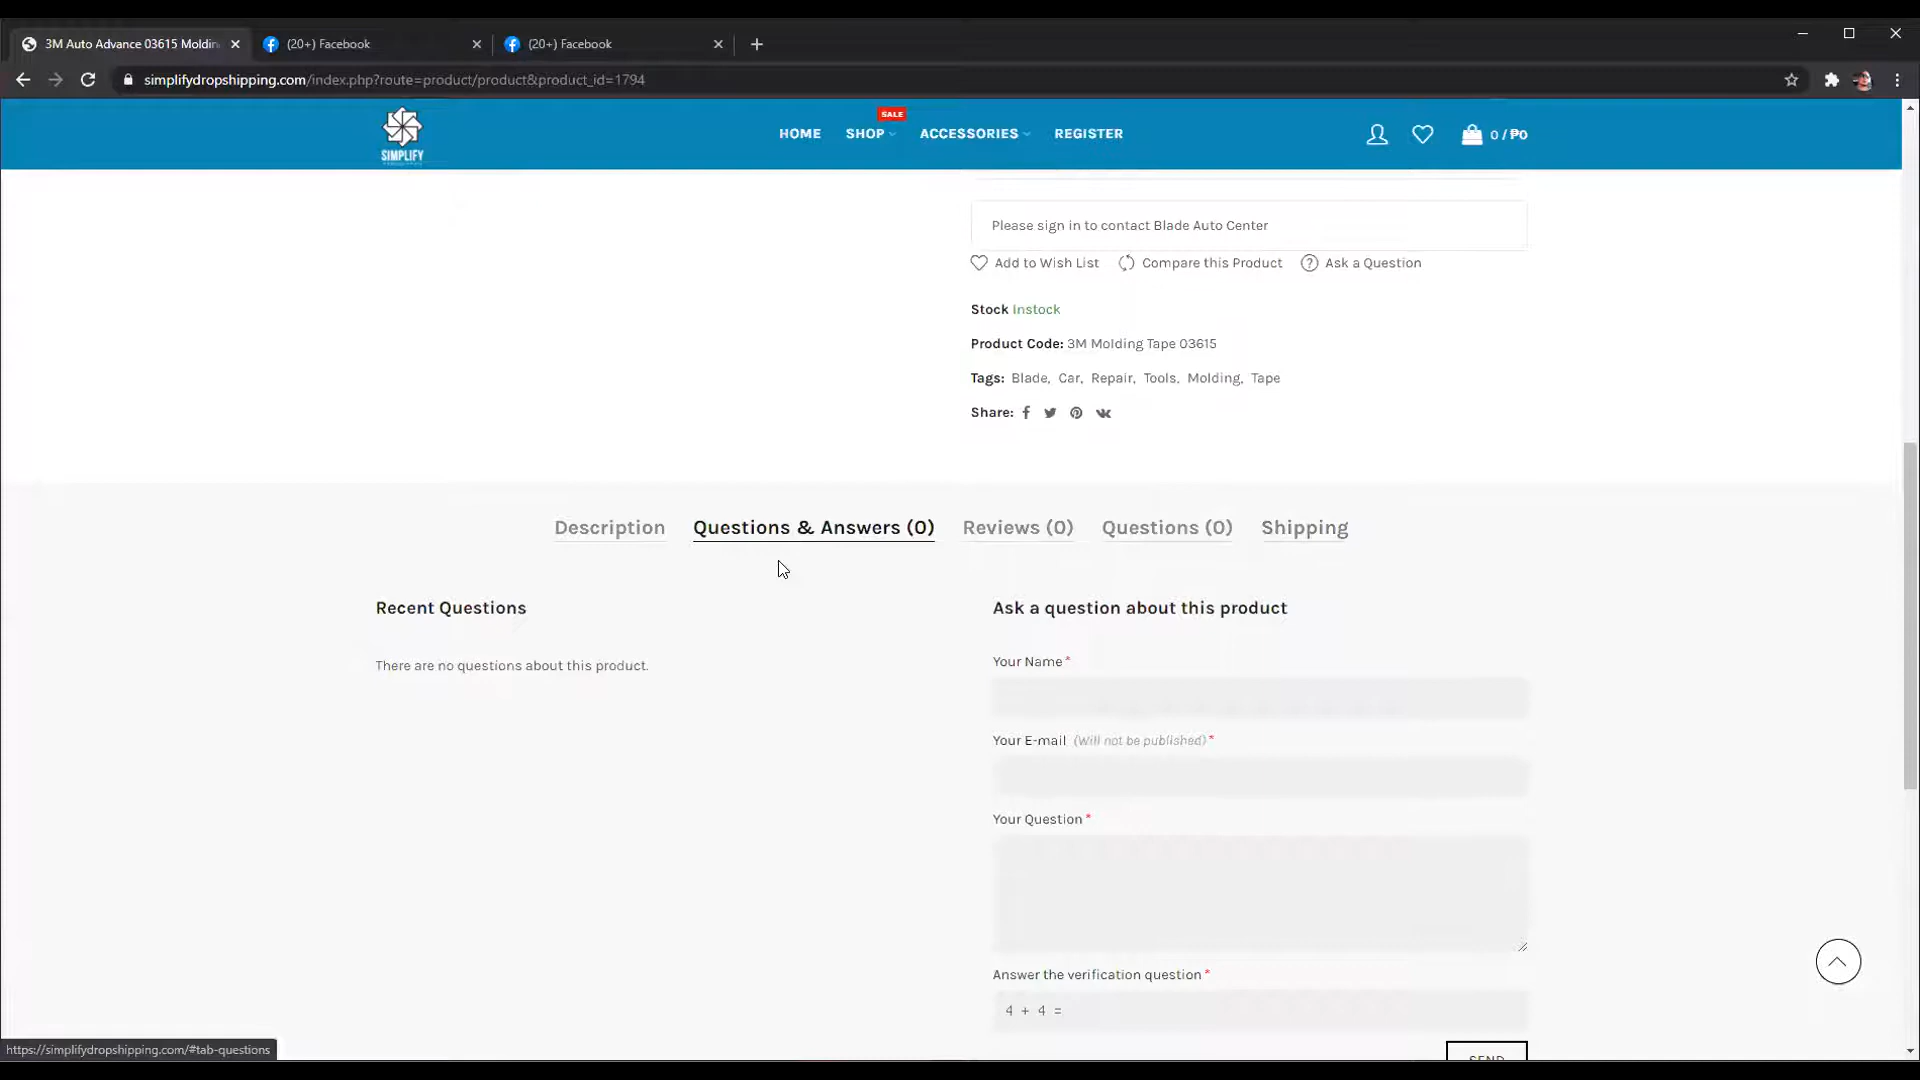 3M Auto Advance 03615 Moldin
(20+) Facebook
(20+) Facebook
simplifydropshipping.com/index.php?route=product/product&product_id=1794
SIMPLIFY
HOME
SHOP
SALE
ACCESSORIES
REGISTER
0 / ₱0
Please sign in to contact Blade Auto Center
Add to Wish List
Compare this Product
Ask a Question
Stock Instock
Product Code: 3M Molding Tape 03615
Tags: Blade, Car, Repair, Tools, Molding, Tape
Share:
Description
Questions & Answers (0)
Reviews (0)
Questions (0)
Shipping
Recent Questions
There are no questions about this product.
Ask a question about this product
Your Name *
Your E-mail (Will not be published) *
Your Question *
Answer the verification question *
4 + 4 =
SEND
https://simplifydropshipping.com/#tab-questions